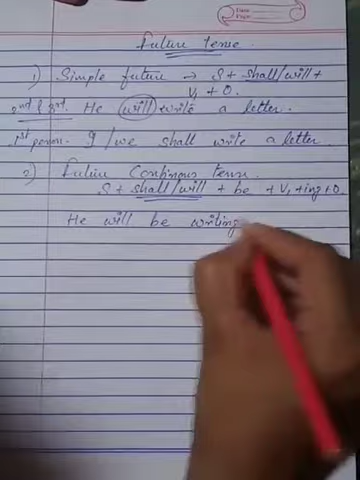 Future tense.
1) Simple future → S + shall/will +
V1 + O.
2nd & 3rd. He will write a letter.
1st person. I/we shall write a letter.
2) Future Continous tense.
S + shall/will + be + V1 + ing + O.
He will be writing